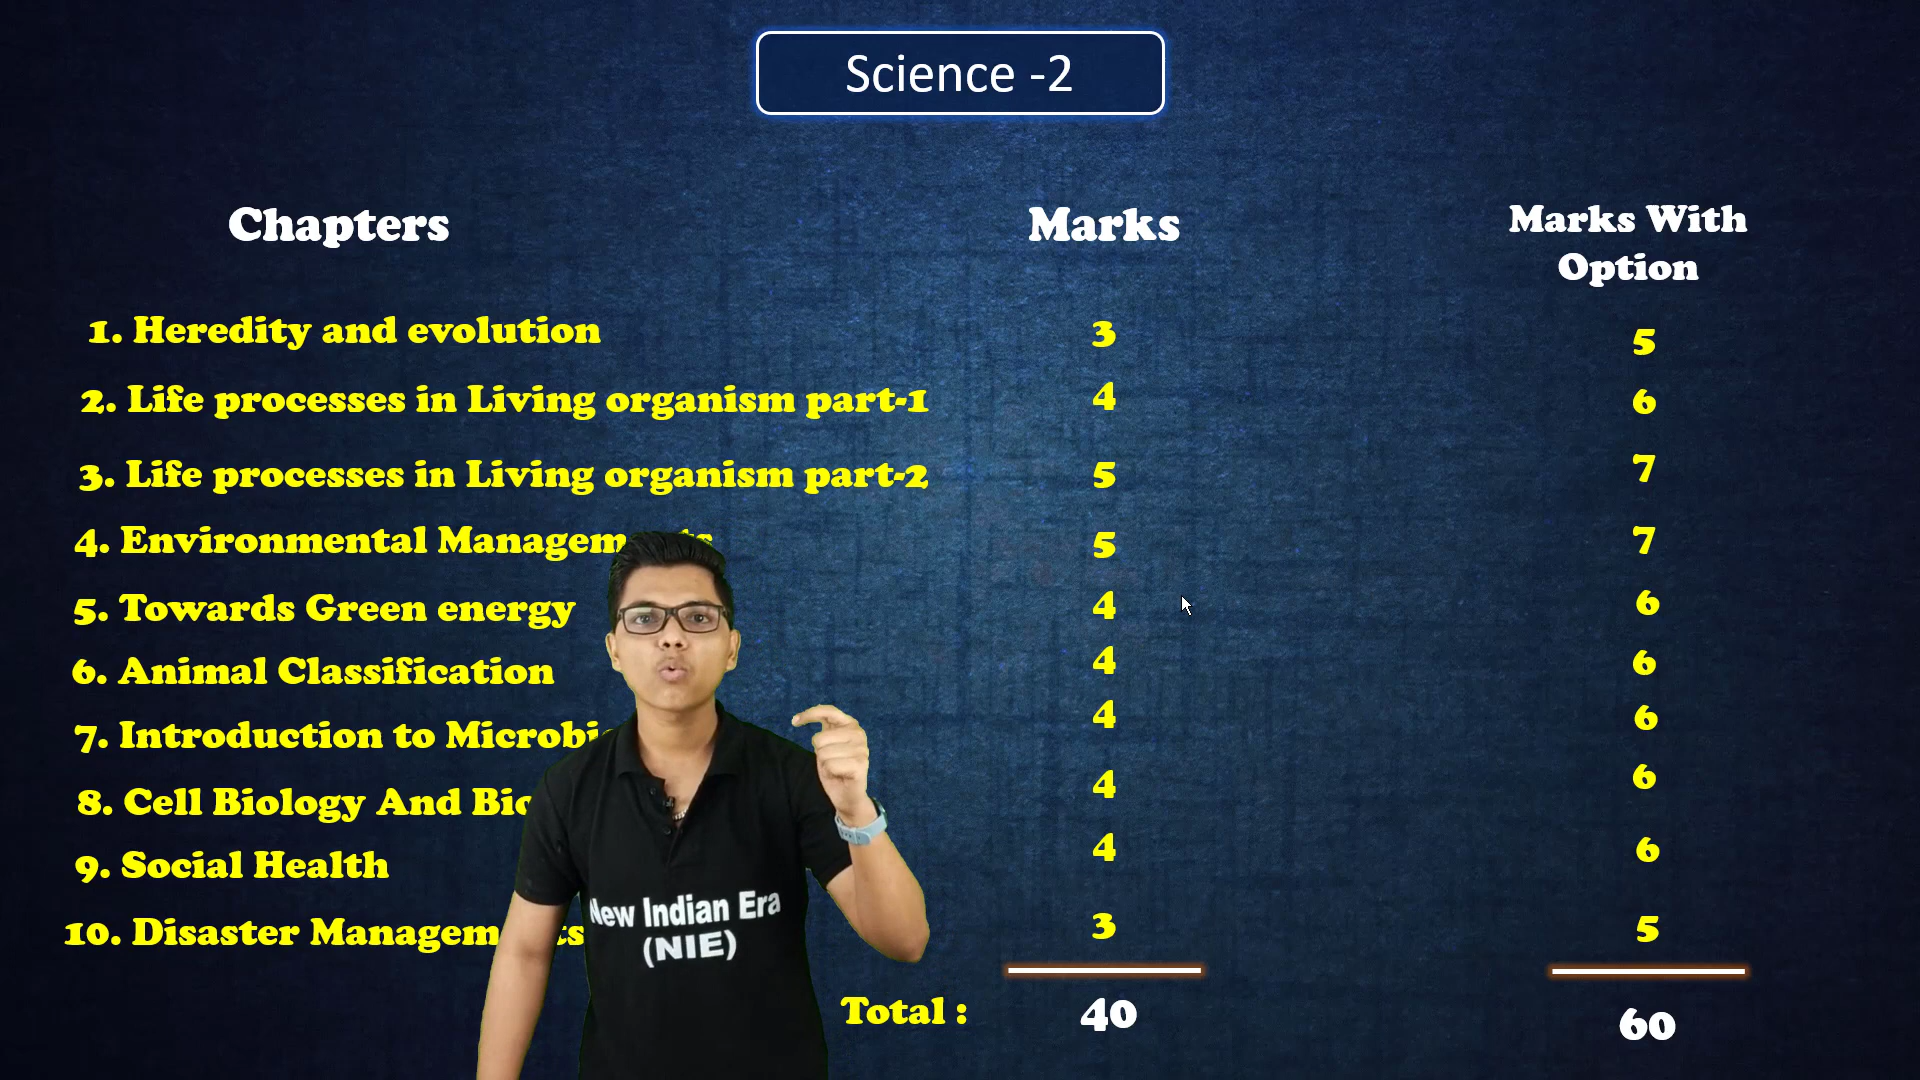 Science -2
Chapters Marks Marks With
Option
1. Heredity and evolution 3 5
2. Life processes in Living organism part-1 4 6
3. Life processes in Living organism part-2 5 7
4. Environmental 5 7
5. Towards Green energy 4 6
6. Animal Classification 4 6
7. Introduction to 4 6
8. Cell Biology And 4 6
9. Social Health 4 6
10. Disaster 3 5
Total : 40 60
New Indian Era
(NIE)